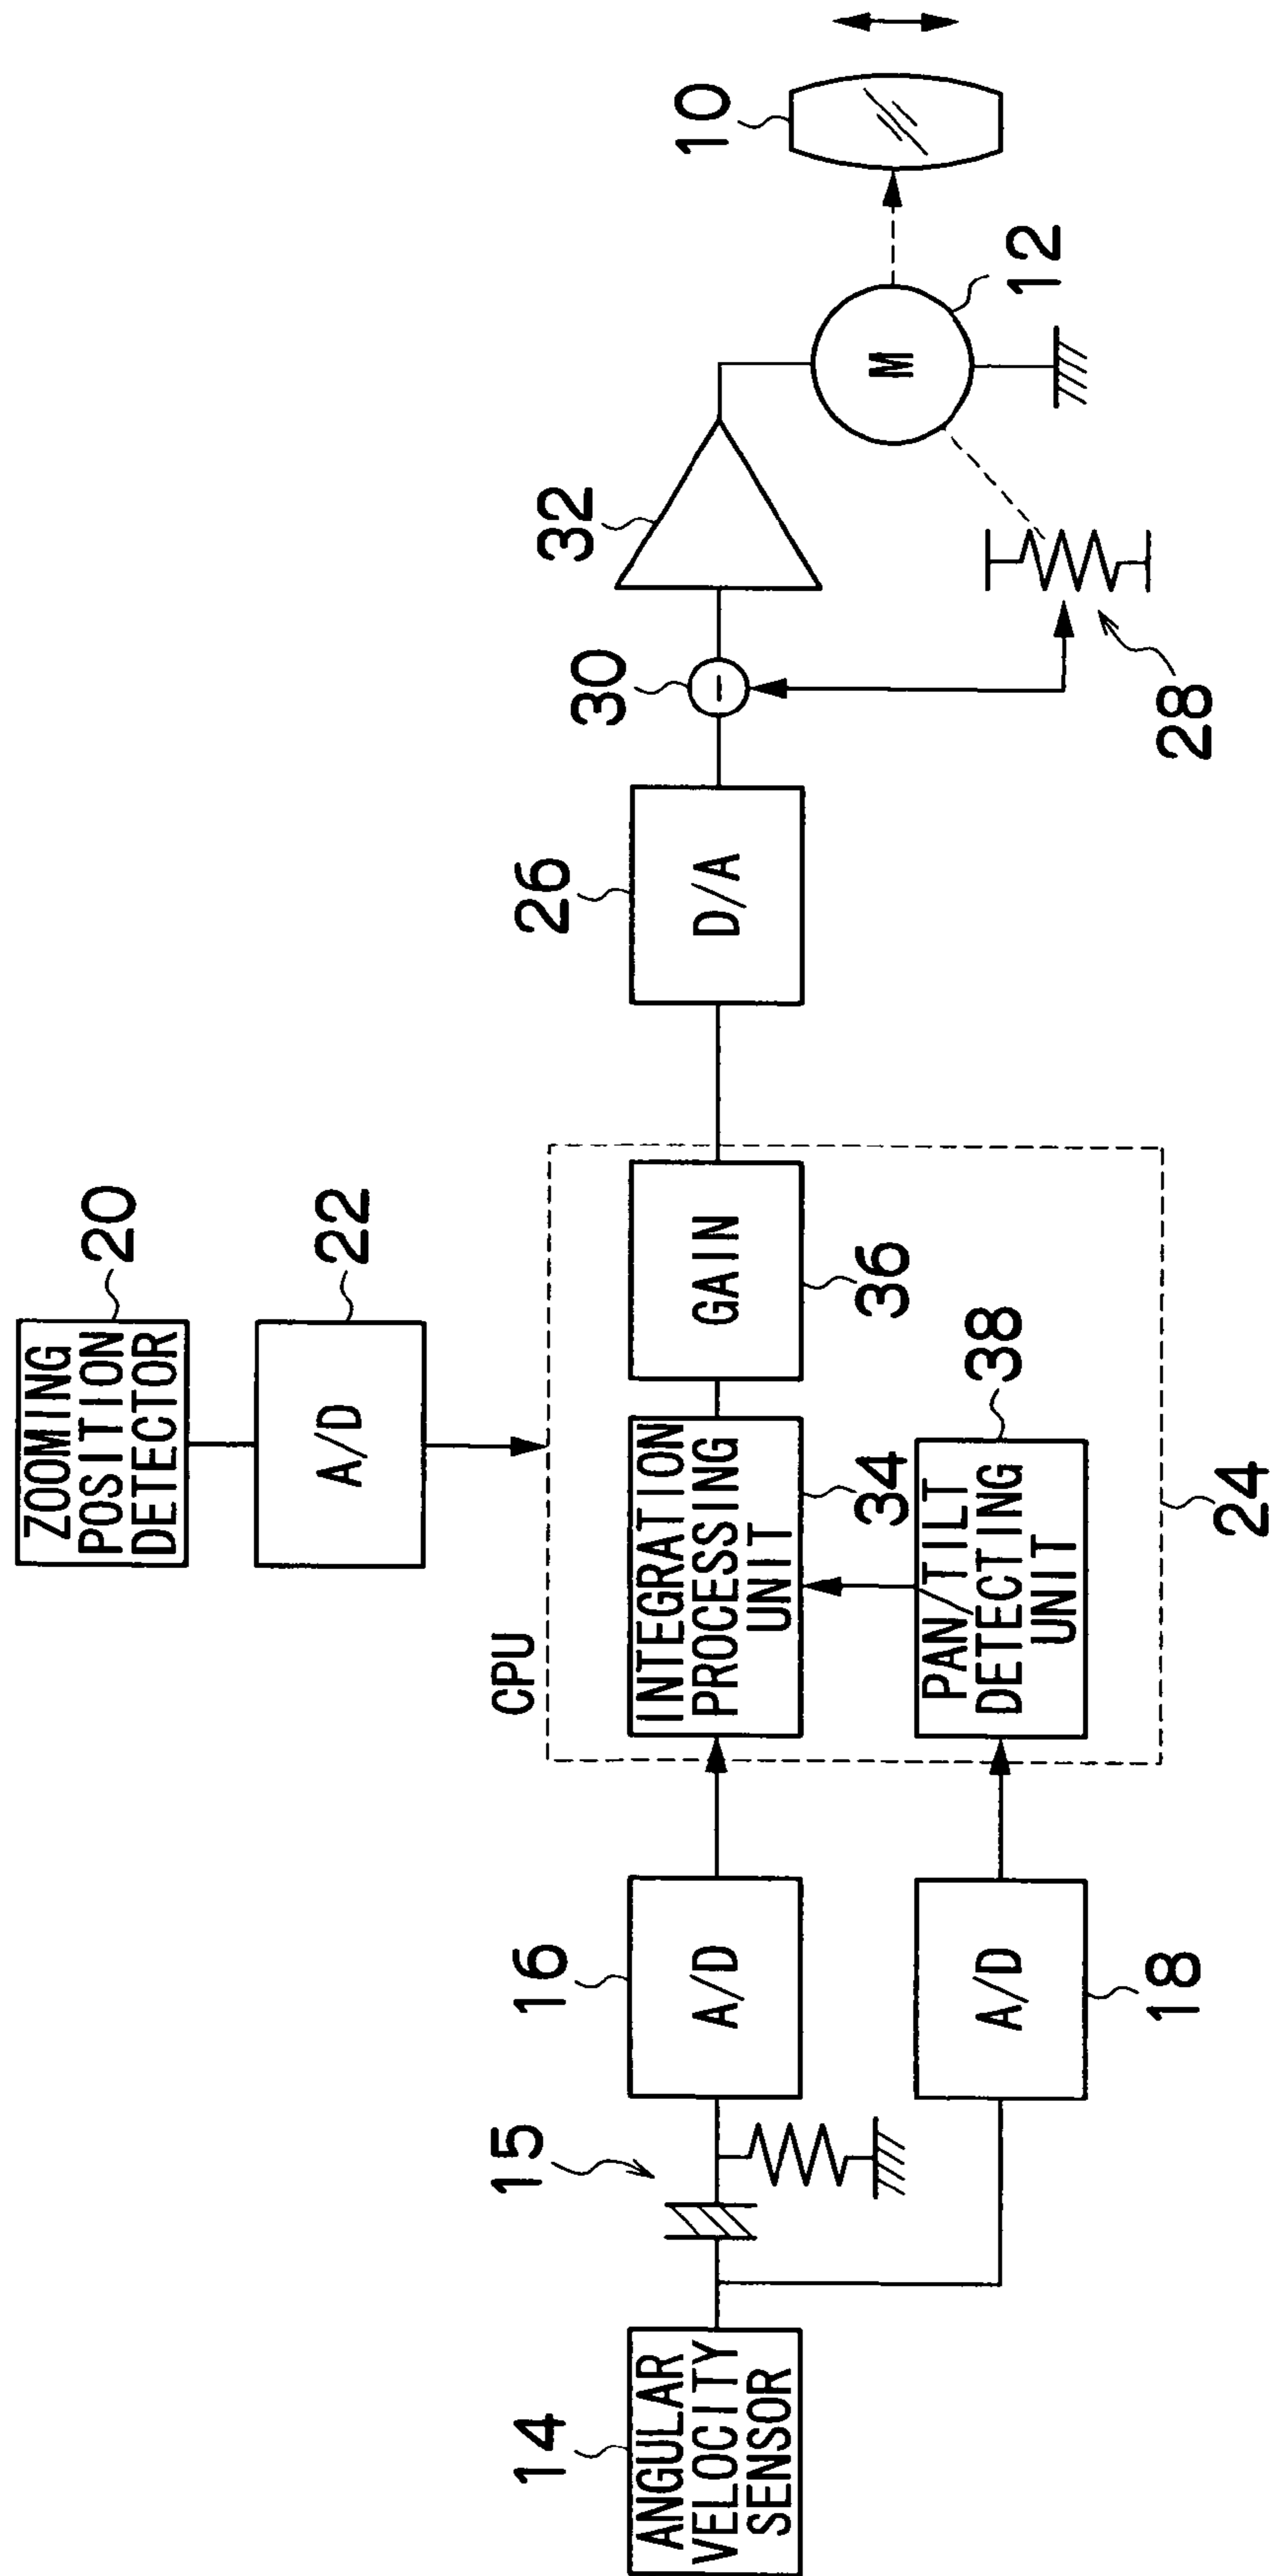 ZOOMING
POSITION
DETECTOR
20
A/D
22
CPU
14
ANGULAR
VELOCITY
SENSOR
15
16
A/D
INTEGRATION
PROCESSING
UNIT
34
GAIN
36
26
D/A
30
-
32
M
12
10
28
A/D
18
PAN/TILT
DETECTING
UNIT
38
24